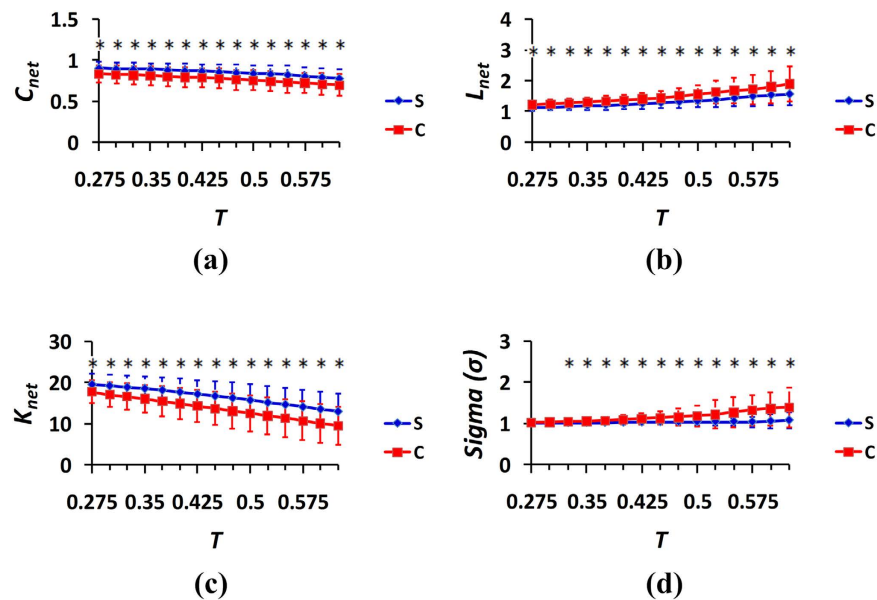 1.5
1
0.5
0
C_net
* * * * * * * * * * * * * * *
S
C
0.275 0.35 0.425 0.5 0.575
T
(a)
4
3
2
1
0
L_net
* * * * * * * * * * * * * * *
S
C
0.275 0.35 0.425 0.5 0.575
T
(b)
30
20
10
0
K_net
* * * * * * * * * * * * * * *
S
C
0.275 0.35 0.425 0.5 0.575
T
(c)
3
2
1
0
Sigma (σ)
* * * * * * * * * * * * *
S
C
0.275 0.35 0.425 0.5 0.575
T
(d)